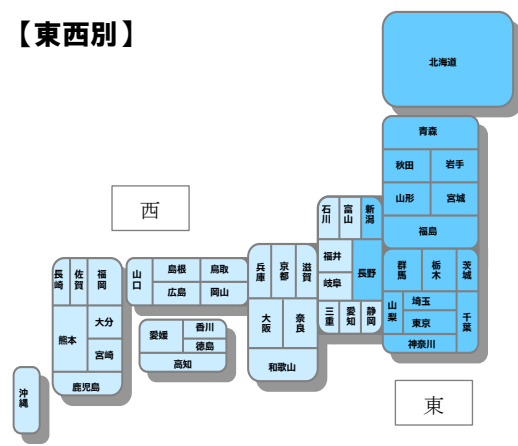 【東西別】
北海道
青森
秋田 岩手
山形 宮城
福島
西
石川 富山 新潟
福井
長野
岐阜
三重 愛知 静岡
群馬 栃木 茨城
山梨 埼玉 千葉
東京
神奈川
兵庫 京都 滋賀
大阪 奈良
和歌山
山口 島根 鳥取
広島 岡山
愛媛 香川
徳島
高知
長崎 佐賀 福岡
熊本 大分
宮崎
鹿児島
沖縄
東